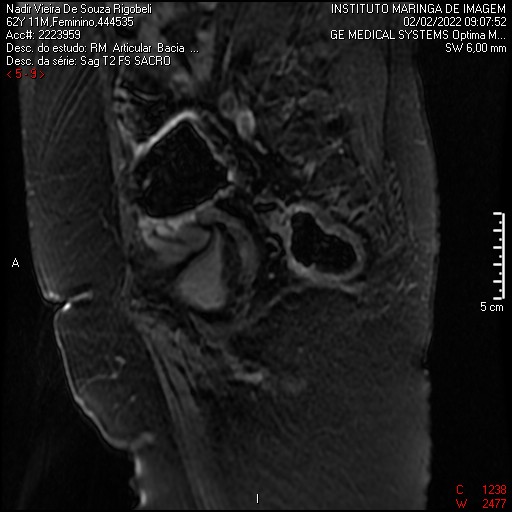 Nadir Vieira De Souza Rigobeli
62Y 11M,Feminino,444535
Acc#: 2223959
Desc. do estudo: RM Articular Bacia ...
Desc. da série: Sag T2 FS SACRO
< 5 - 9 >
INSTITUTO MARINGA DE IMAGEM
02/02/2022 09:07:52
GE MEDICAL SYSTEMS Optima M...
SW 6,00 mm
A
5 cm
I
C 1238
W 2477